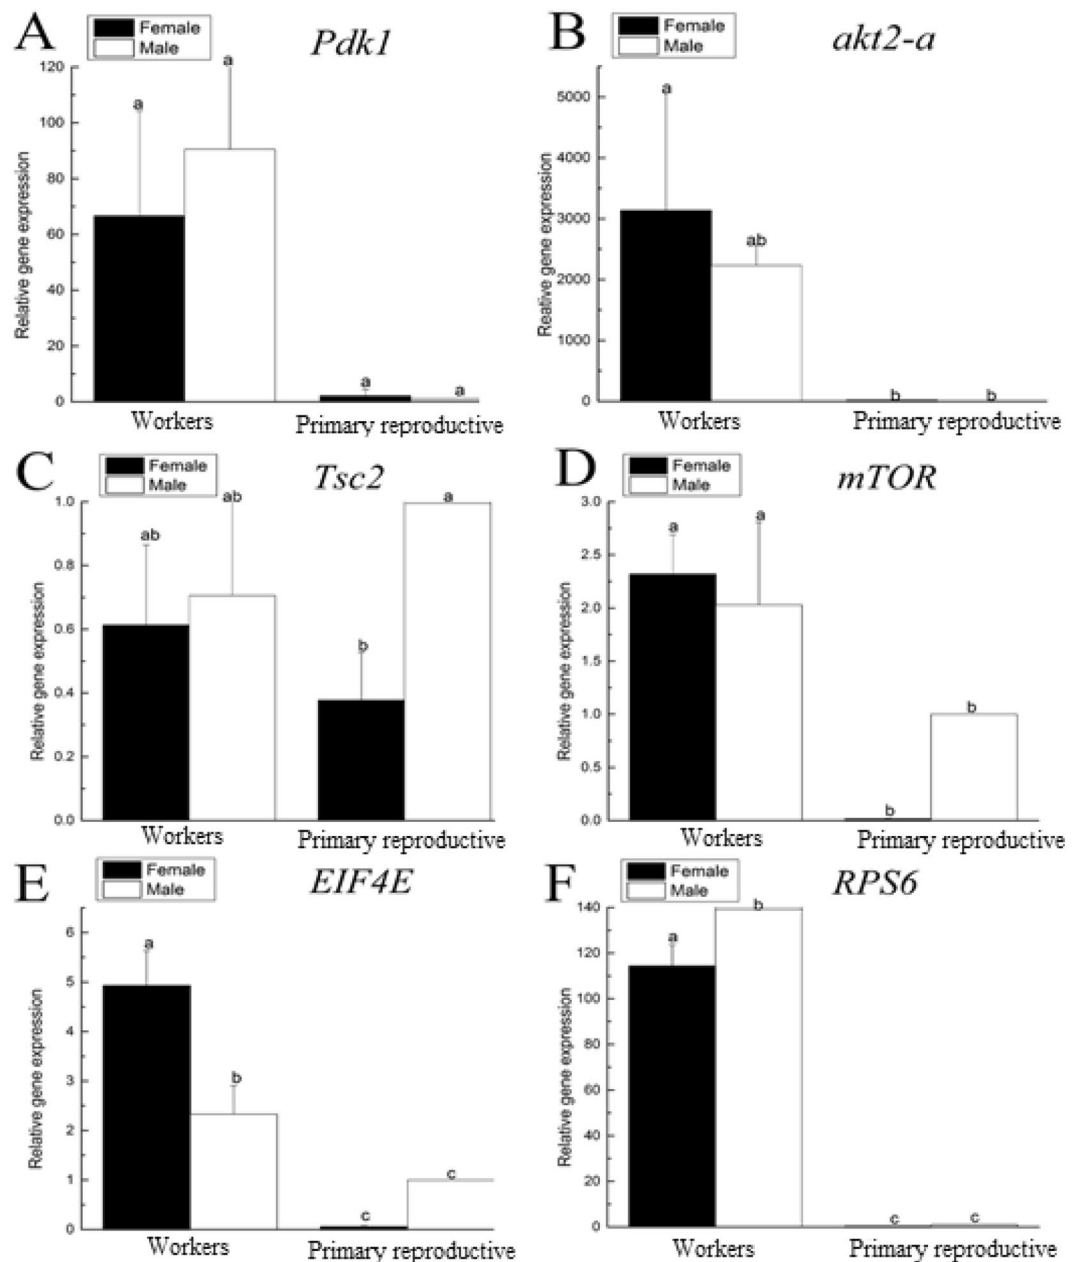 A
Female
Male
Pdk1
Relative gene expression
120
100
80
60
40
20
0
a
a
a
a
Workers
Primary reproductive
B
Female
Male
akt2-a
Reative gene expression
5000
4000
3000
2000
1000
0
a
ab
b
b
Workers
Primary reproductive
C
Female
Male
Tsc2
Relative gene expression
1.0
0.8
0.6
0.4
0.2
0.0
ab
ab
b
a
Workers
Primary reproductive
D
Female
Male
mTOR
Relative gene expression
3.0
2.5
2.0
1.5
1.0
0.5
0.0
a
a
b
b
Workers
Primary reproductive
E
Female
Male
EIF4E
Relative gene expression
6
5
4
3
2
1
0
a
b
c
c
Workers
Primary reproductive
F
Female
Male
RPS6
Relative gene expression
140
120
100
80
60
40
20
0
a
b
c
c
Workers
Primary reproductive